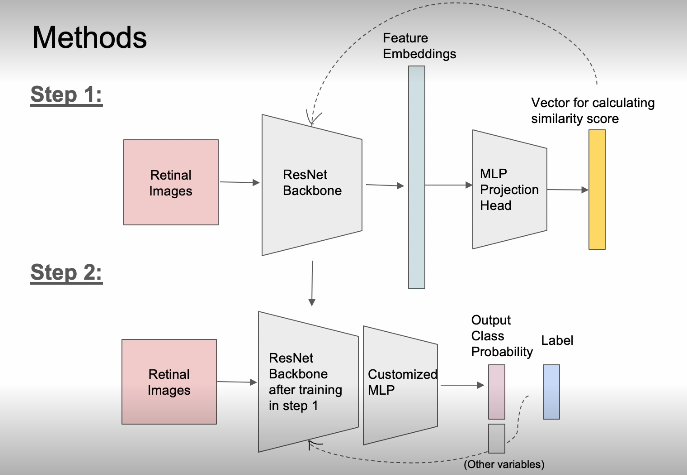 Methods
Feature
Embeddings
Step 1:
Vector for calculating
similarity score
Retinal
Images
ResNet
Backbone
MLP
Projection
Head
Step 2:
Output
Class
Probability
Label
Retinal
Images
ResNet
Backbone
after training
in step 1
Customized
MLP
(Other variables)